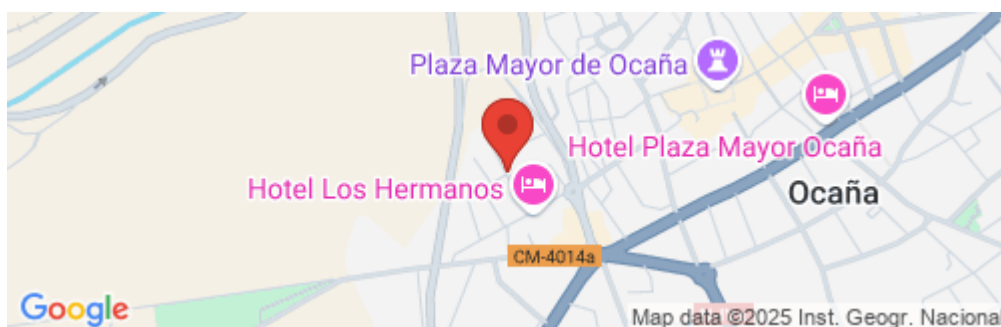 Plaza Mayor de Ocaña
Hotel Plaza Mayor Ocaña
Hotel Los Hermanos
Ocaña
CM-4014a
Google
Map data ©2025 Inst. Geogr. Naciona